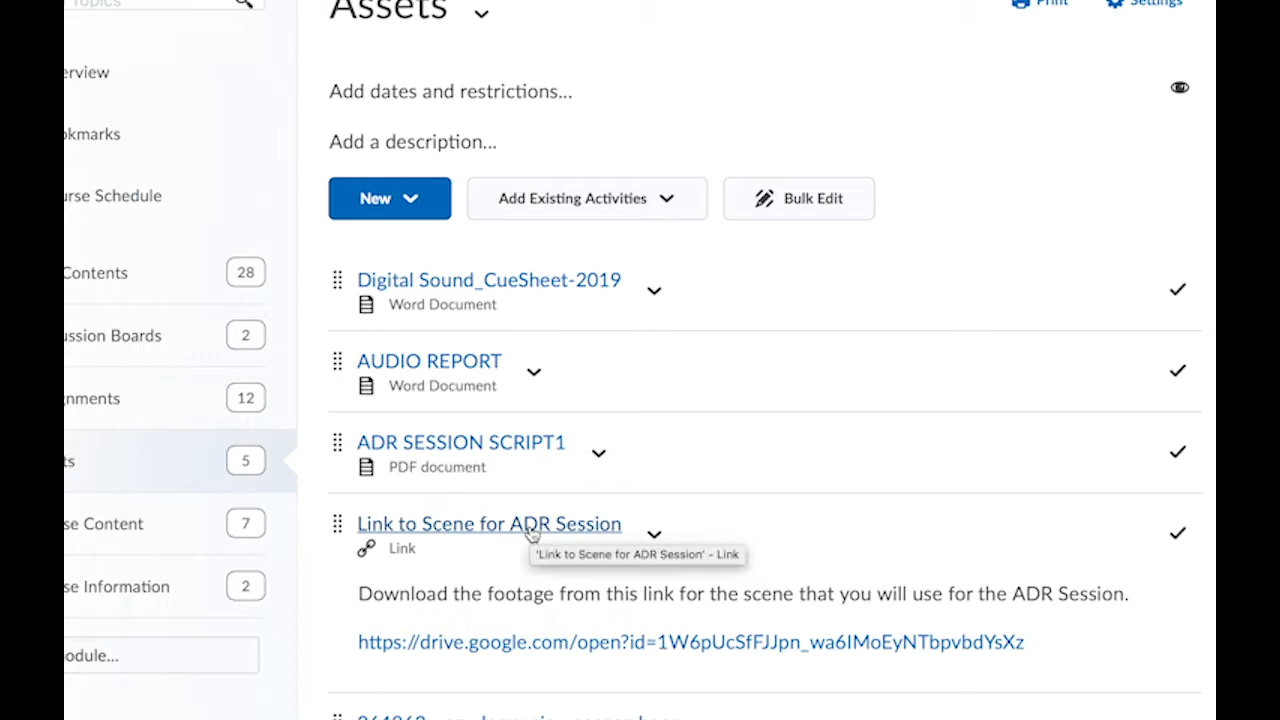 Topics
Assets
Print
Settings
erview
Add dates and restrictions...
okmarks
Add a description...
urse Schedule
New
Add Existing Activities
Bulk Edit
Contents
28
Digital Sound_CueSheet-2019
Word Document
ussion Boards
2
AUDIO REPORT
Word Document
gnments
12
ADR SESSION SCRIPT1
PDF document
ts
5
se Content
7
Link to Scene for ADR Session
Link
'Link to Scene for ADR Session' - Link
se Information
2
Download the footage from this link for the scene that you will use for the ADR Session.
https://drive.google.com/open?id=1W6pUcSfFJJpn_wa6IMoEyNTbpvbdYsXz
odule...